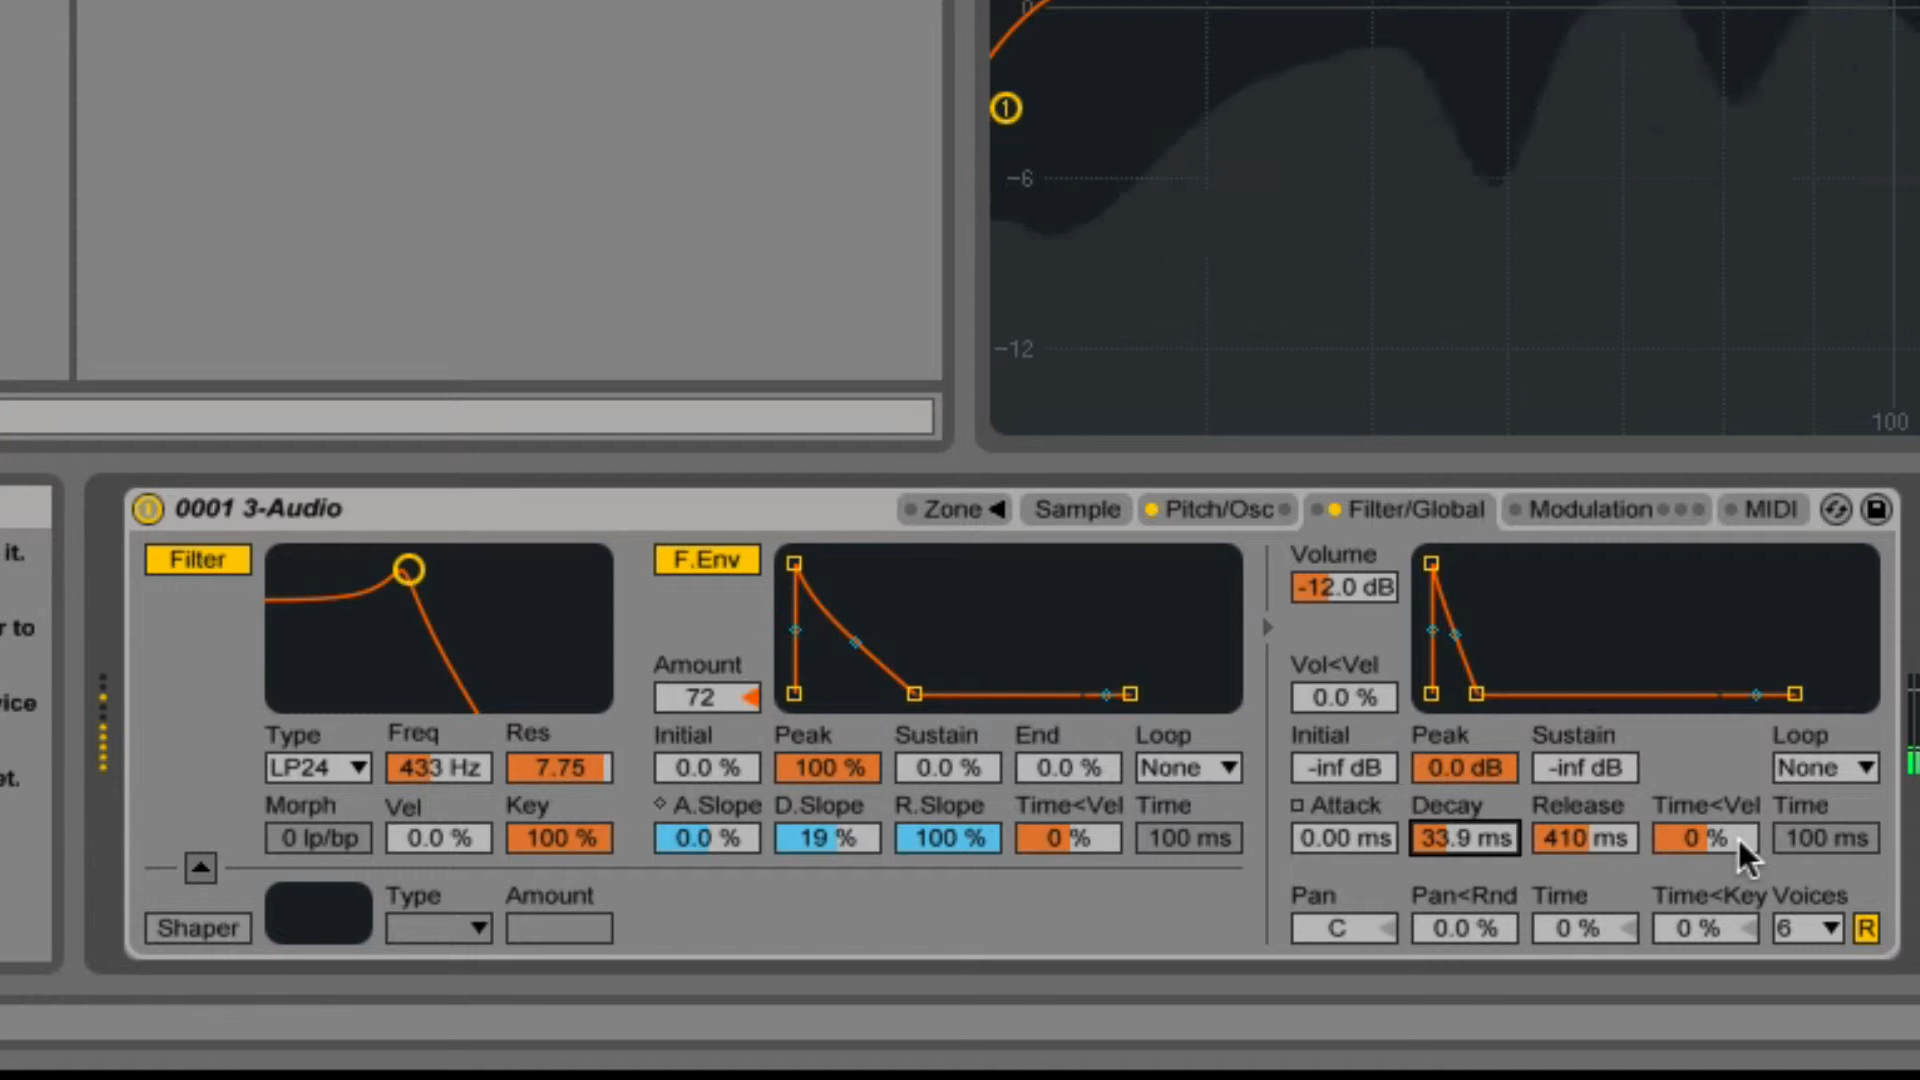 0
1
-6
-12
100
it.
r to
vice
et.
0001 3-Audio
Zone Sample Pitch/Osc Filter/Global Modulation MIDI
Filter F.Env Volume
-12.0 dB
Amount Vol<Vel
72 0.0 %
Type Freq Res Initial Peak Sustain End Loop Initial Peak Sustain Loop
LP24 433 Hz 7.75 0.0 % 100 % 0.0 % 0.0 % None -inf dB 0.0 dB -inf dB None
Morph Vel Key A.Slope D.Slope R.Slope Time<Vel Time Attack Decay Release Time<Vel Time
0 lp/bp 0.0 % 100 % 0.0 % 19 % 100 % 0 % 100 ms 0.00 ms 33.9 ms 410 ms 0 % 100 ms
Type Amount Pan Pan<Rnd Time Time<Key Voices
Shaper C 0.0 % 0 % 0 % 6 R